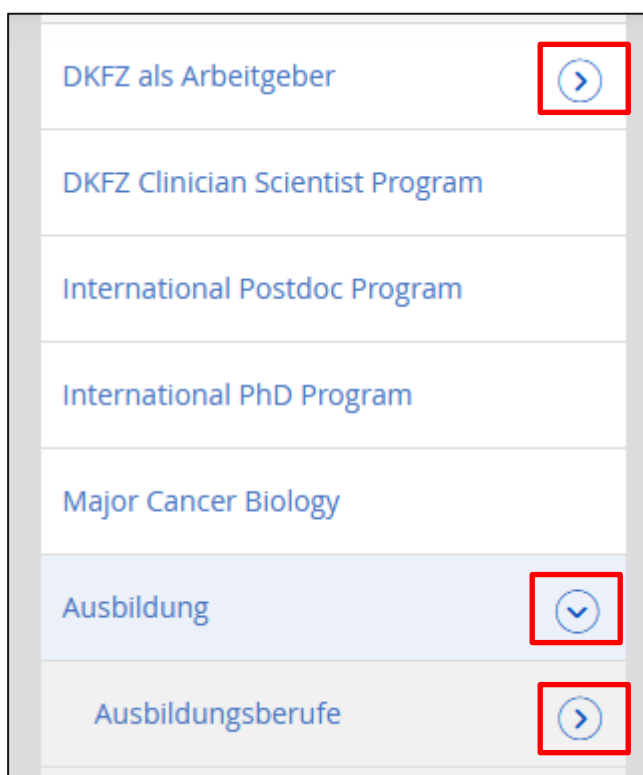 DKFZ als Arbeitgeber
DKFZ Clinician Scientist Program
International Postdoc Program
International PhD Program
Major Cancer Biology
Ausbildung
Ausbildungsberufe